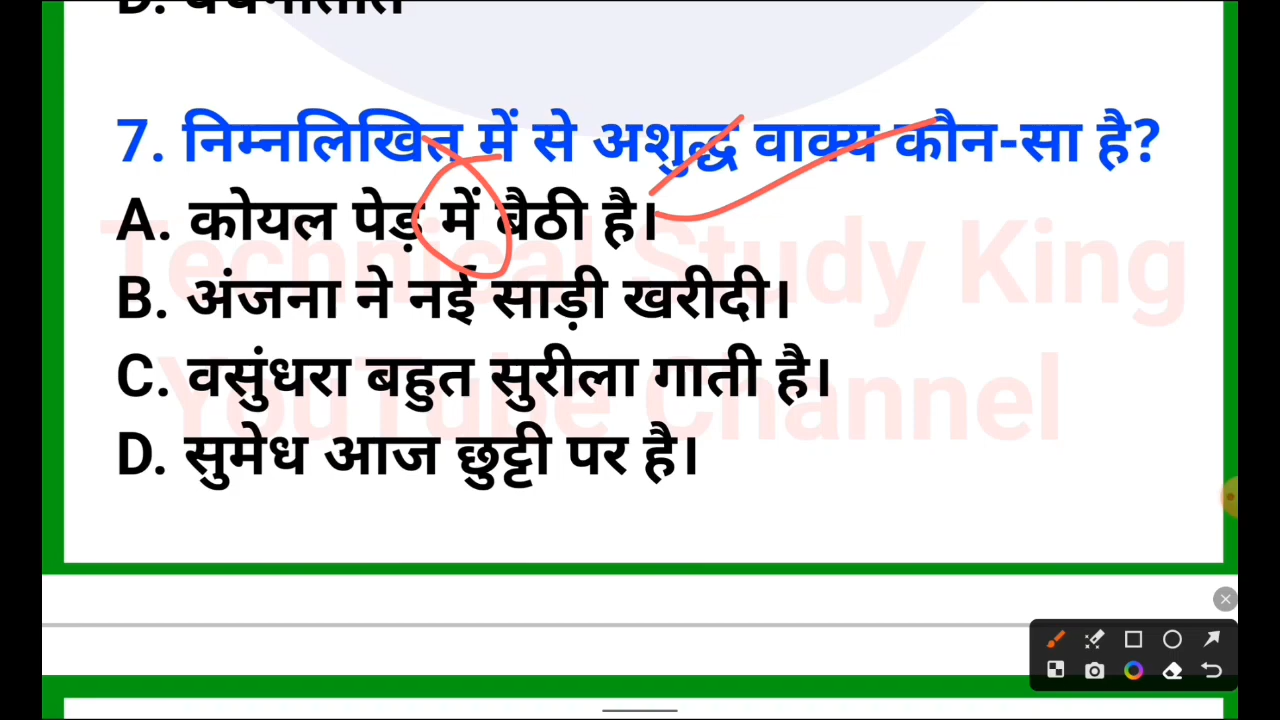 7. निम्नलिखित में से अशुद्ध वाक्य कौन-सा है?
A. कोयल पेड़ में बैठी है।
B. अंजना ने नई साड़ी खरीदी।
C. वसुंधरा बहुत सुरीला गाती है।
D. सुमेध आज छुट्टी पर है।
Technical Study King
YouTube Channel